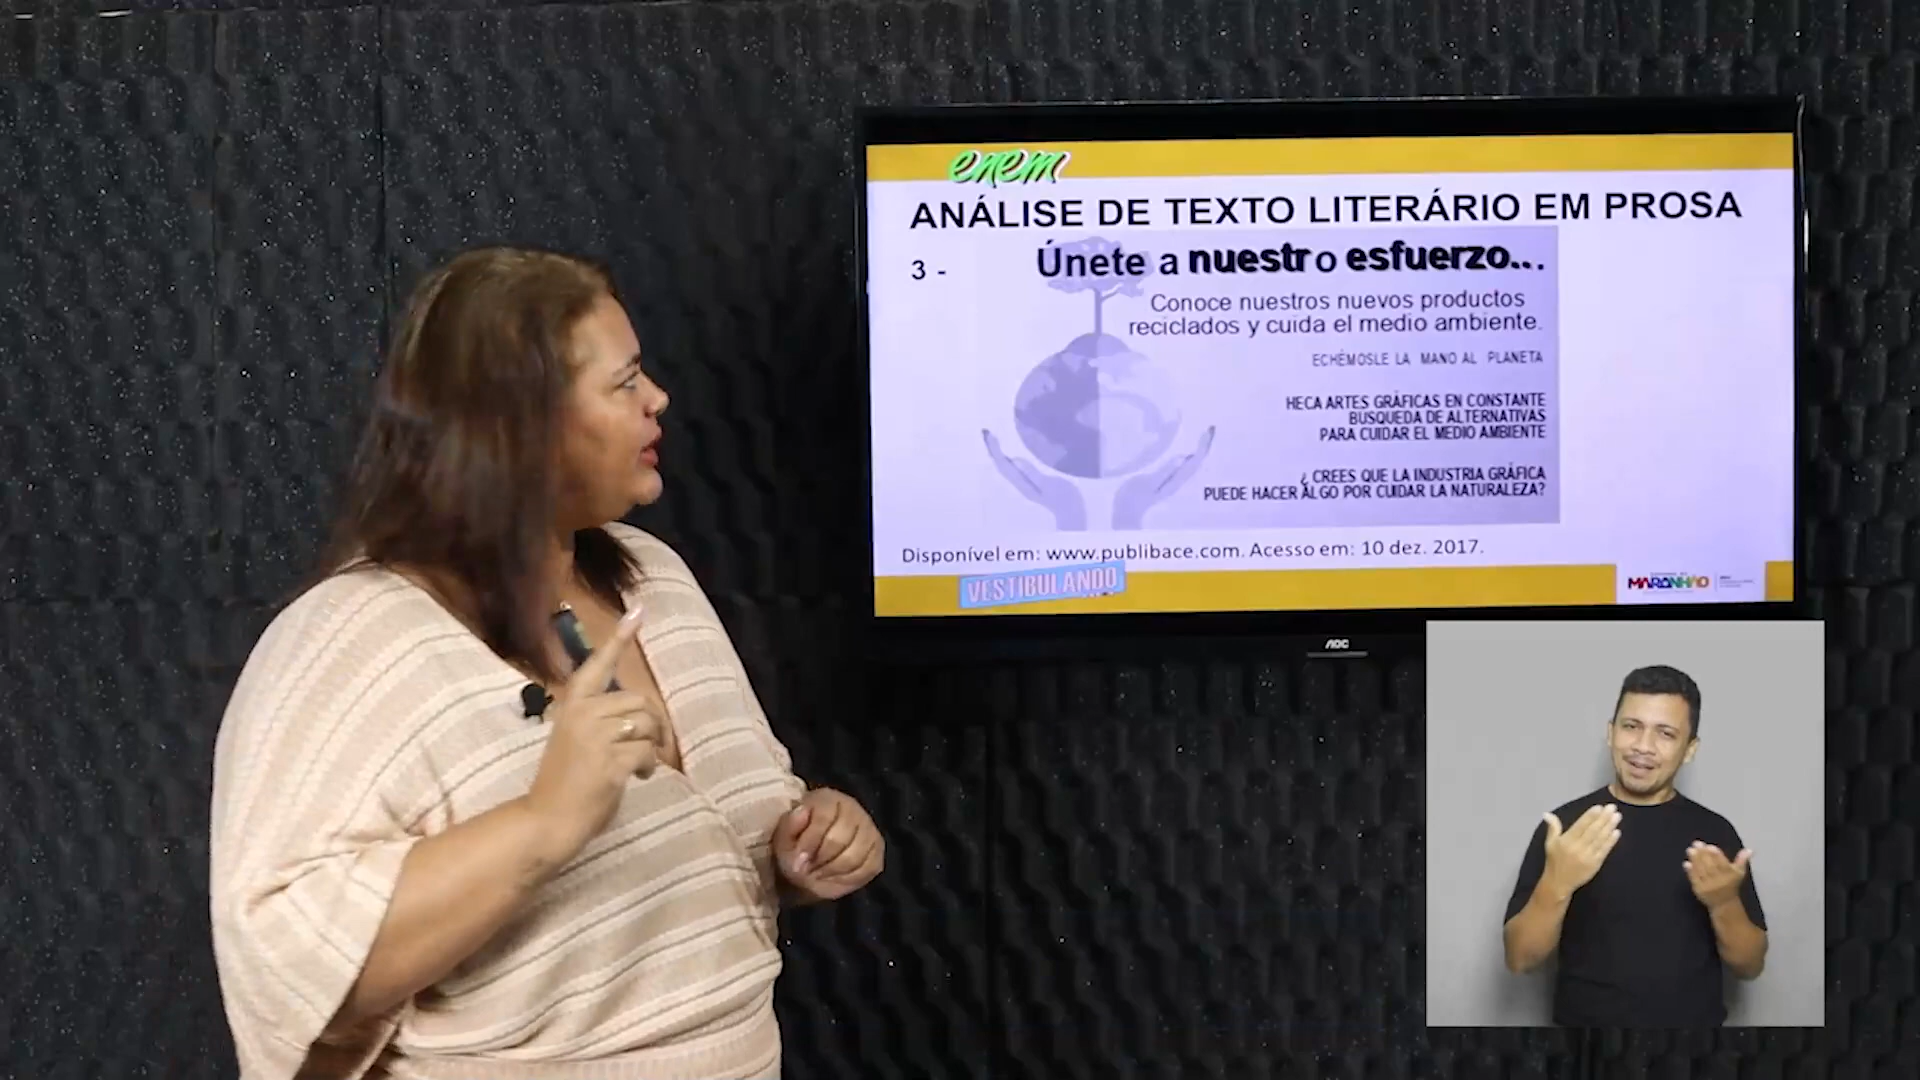 enem
ANÁLISE DE TEXTO LITERÁRIO EM PROSA
3 -
Únete a nuestro esfuerzo...
Conoce nuestros nuevos productos
reciclados y cuida el medio ambiente.
ECHÉMOSLE LA MANO AL PLANETA
HECA ARTES GRÁFICAS EN CONSTANTE
BUSQUEDA DE ALTERNATIVAS
PARA CUIDAR EL MEDIO AMBIENTE
¿ CREES QUE LA INDUSTRIA GRÁFICA
PUEDE HACER ALGO POR CUIDAR LA NATURALEZA?
Disponível em: www.publibace.com. Acesso em: 10 dez. 2017.
VESTIBULANDO
MARANHÃO
AOC